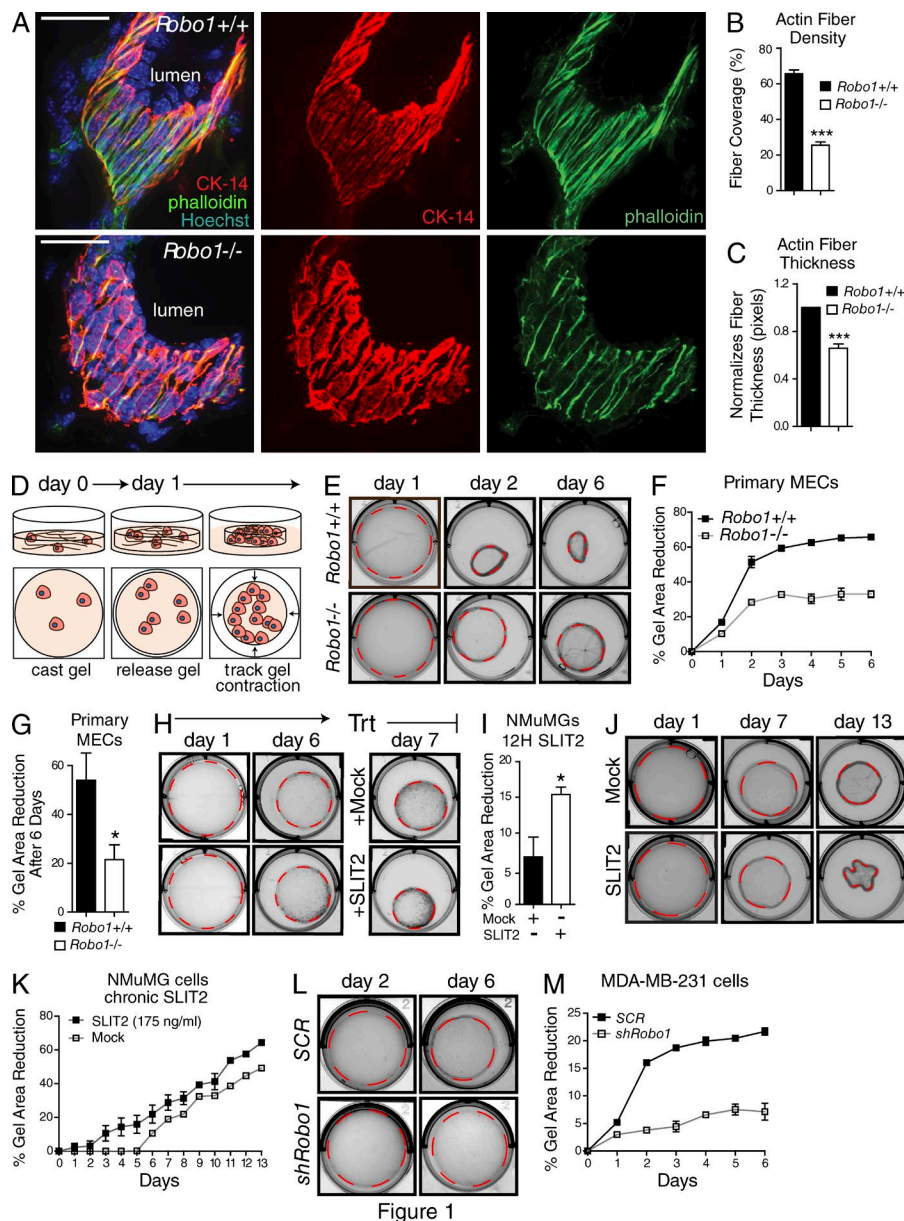 A
Robo1+/+
lumen
CK-14
phalloidin
Hoechst
CK-14
phalloidin
Robo1-/-
lumen
B
Actin Fiber
Density
Fiber Coverage (%)
80
60
40
20
0
Robo1+/+
Robo1-/-
***
C
Actin Fiber
Thickness
Normalizes Fiber
Thickness (pixels)
1.2
0.6
0.0
Robo1+/+
Robo1-/-
***
D
day 0
day 1
cast gel
release gel
track gel
contraction
E
day 1
day 2
day 6
Robo1+/+
Robo1-/-
F
Primary MECs
% Gel Area Reduction
80
60
40
20
0
Robo1+/+
Robo1-/-
0 1 2 3 4 5 6
Days
G
Primary
MECs
% Gel Area Reduction
After 6 Days
80
60
40
20
0
*
Robo1+/+
Robo1-/-
H
day 1
day 6
Trt
day 7
+Mock
+SLIT2
I
NMuMGs
12H SLIT2
% Gel Area Reduction
20
15
10
5
0
*
Mock + -
SLIT2 - +
J
day 1
day 7
day 13
Mock
SLIT2
K
NMuMG cells
chronic SLIT2
% Gel Area Reduction
80
60
40
20
0
SLIT2 (175 ng/ml)
Mock
0 1 2 3 4 5 6 7 8 9 10 11 12 13
Days
L
day 2
day 6
SCR
shRobo1
2
2
M
MDA-MB-231 cells
% Gel Area Reduction
25
20
15
10
5
0
SCR
shRobo1
0 1 2 3 4 5 6
Days
Figure 1